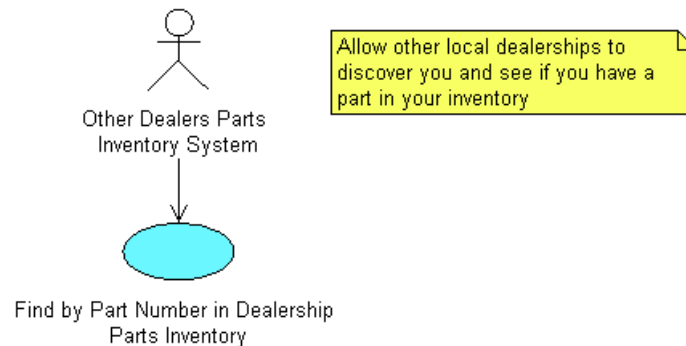 Allow other local dealerships to
discover you and see if you have a
part in your inventory
Other Dealers Parts
Inventory System
Find by Part Number in Dealership
Parts Inventory